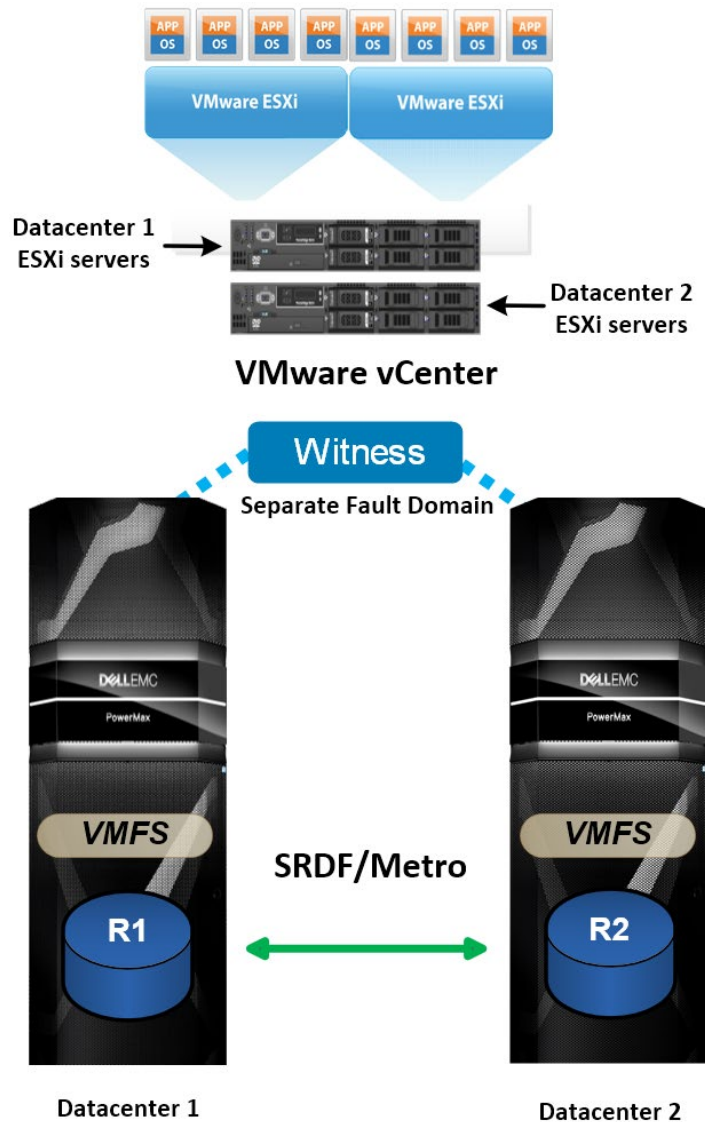 APP APP APP APP APP APP APP APP
OS OS OS OS OS OS OS OS
VMware ESXi VMware ESXi
Datacenter 1
ESXi servers
Datacenter 2
ESXi servers
VMware vCenter
Witness
Separate Fault Domain
DELLEMC DELLEMC
PowerMax PowerMax
VMFS VMFS
SRDF/Metro
R1 R2
Datacenter 1 Datacenter 2